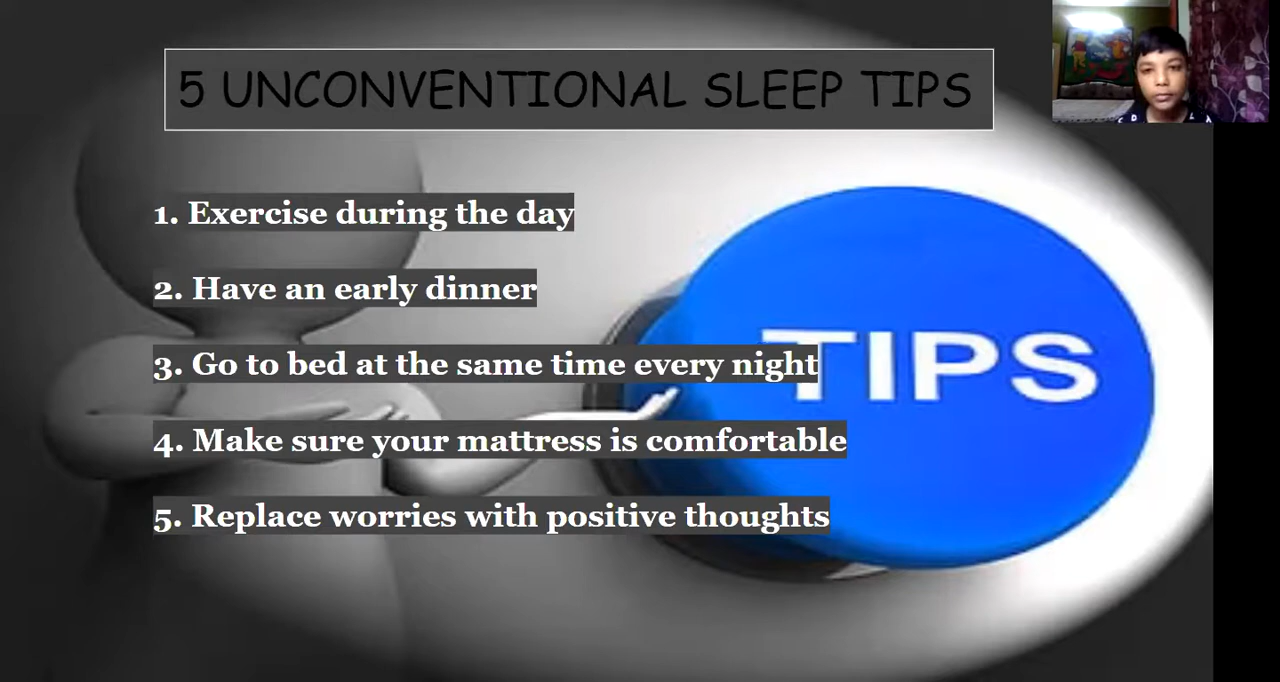 5 UNCONVENTIONAL SLEEP TIPS
1. Exercise during the day
2. Have an early dinner
3. Go to bed at the same time every night
TIPS
4. Make sure your mattress is comfortable
5. Replace worries with positive thoughts